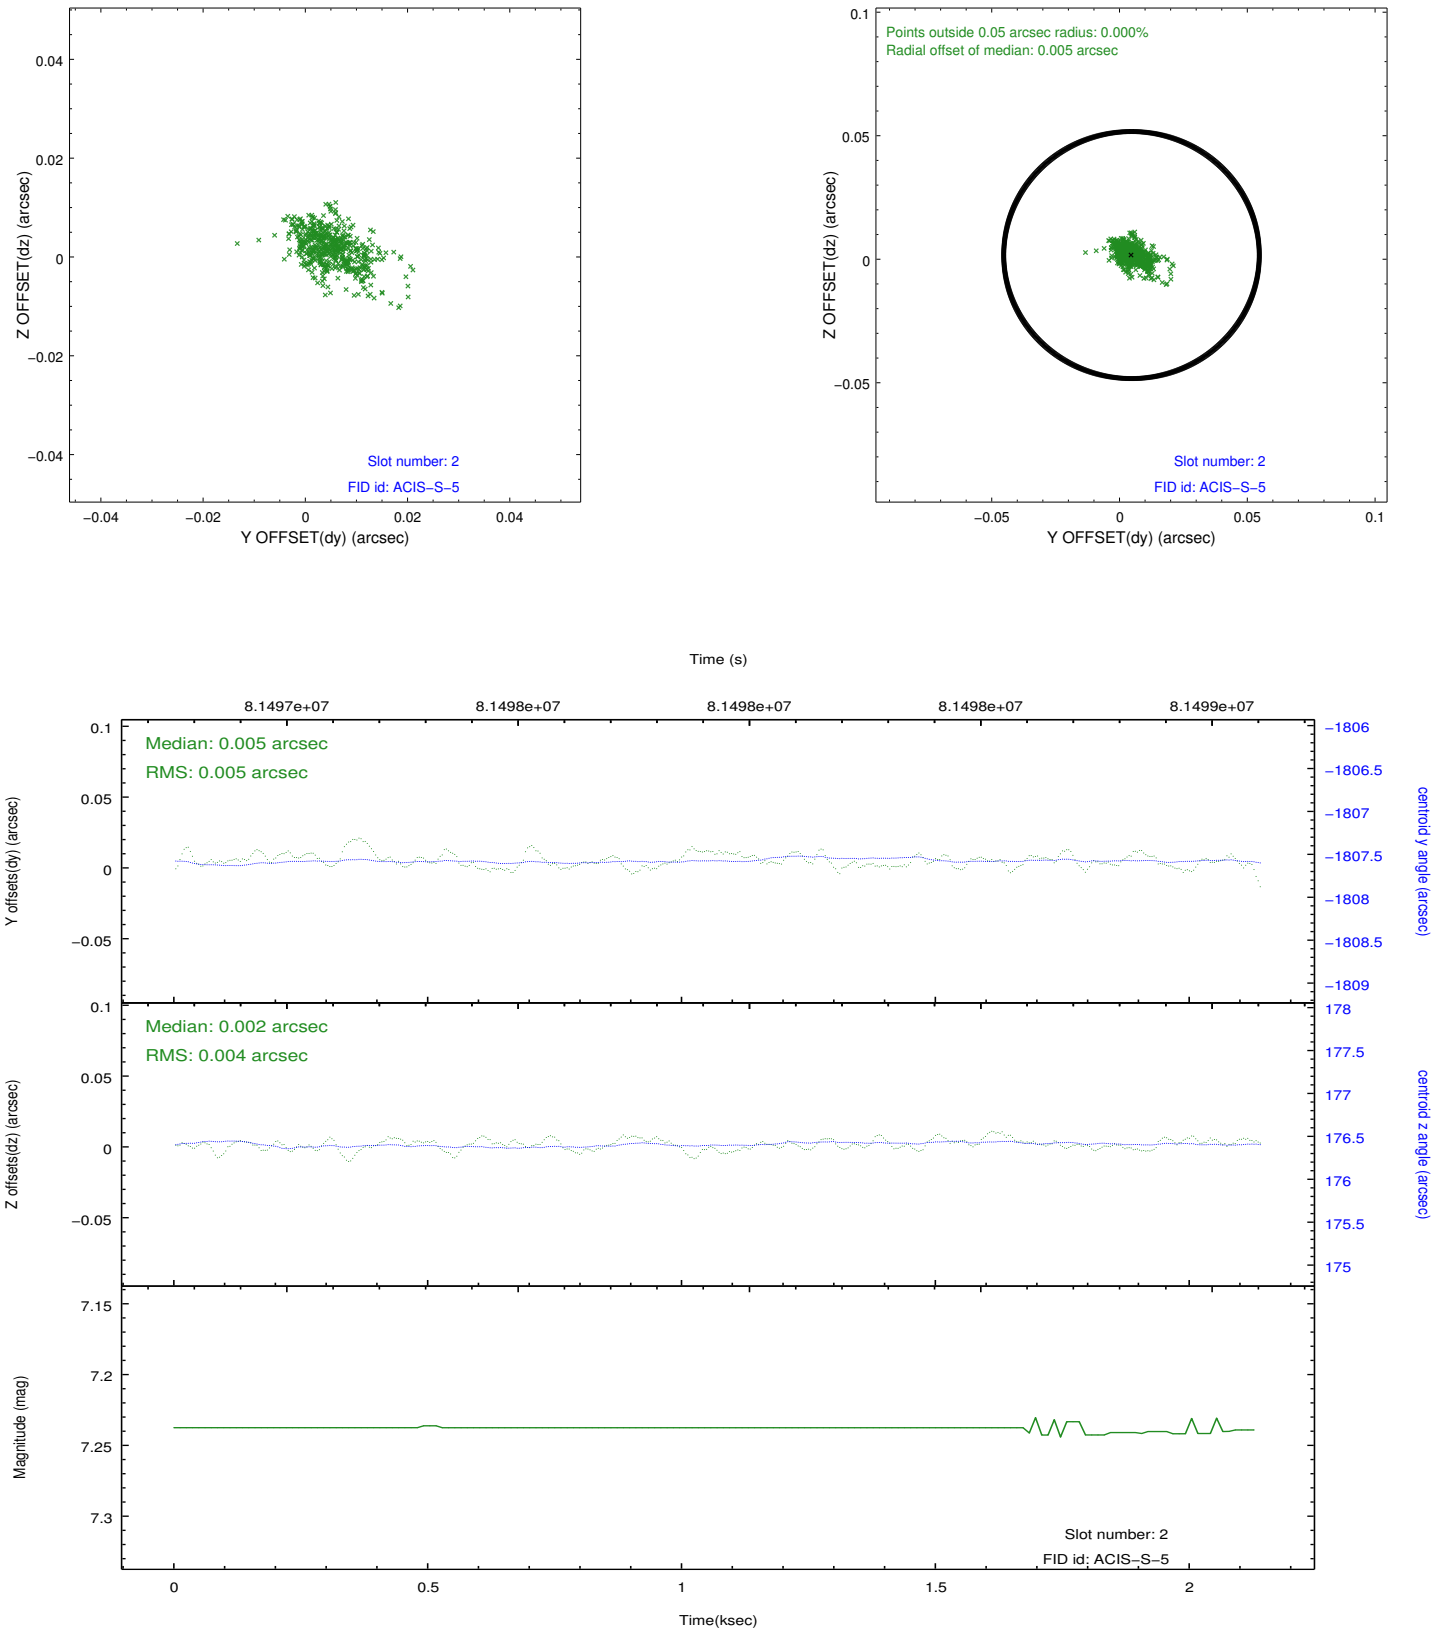 0.04
0.02
0
−0.02
−0.04
Z OFFSET(dz) (arcsec)
Slot number: 2
FID id: ACIS−S−5
−0.04 −0.02 0 0.02 0.04
Y OFFSET(dy) (arcsec)
Points outside 0.05 arcsec radius: 0.000%
Radial offset of median: 0.005 arcsec
0.1
0.05
0
−0.05
Z OFFSET(dz) (arcsec)
Slot number: 2
FID id: ACIS−S−5
−0.05 0 0.05 0.1
Y OFFSET(dy) (arcsec)
Time (s)
8.1497e+07 8.1498e+07 8.1498e+07 8.1498e+07 8.1499e+07
Median: 0.005 arcsec
RMS: 0.005 arcsec
0.1
0.05
0
−0.05
Y offsets(dy) (arcsec)
−1806
−1806.5
−1807
−1807.5
−1808
−1808.5
−1809
centroid y angle (arcsec)
Median: 0.002 arcsec
RMS: 0.004 arcsec
0.1
0.05
0
−0.05
Z offsets(dz) (arcsec)
178
177.5
177
176.5
176
175.5
175
centroid z angle (arcsec)
7.15
7.2
7.25
7.3
Magnitude (mag)
Slot number: 2
FID id: ACIS−S−5
0 0.5 1 1.5 2
Time(ksec)